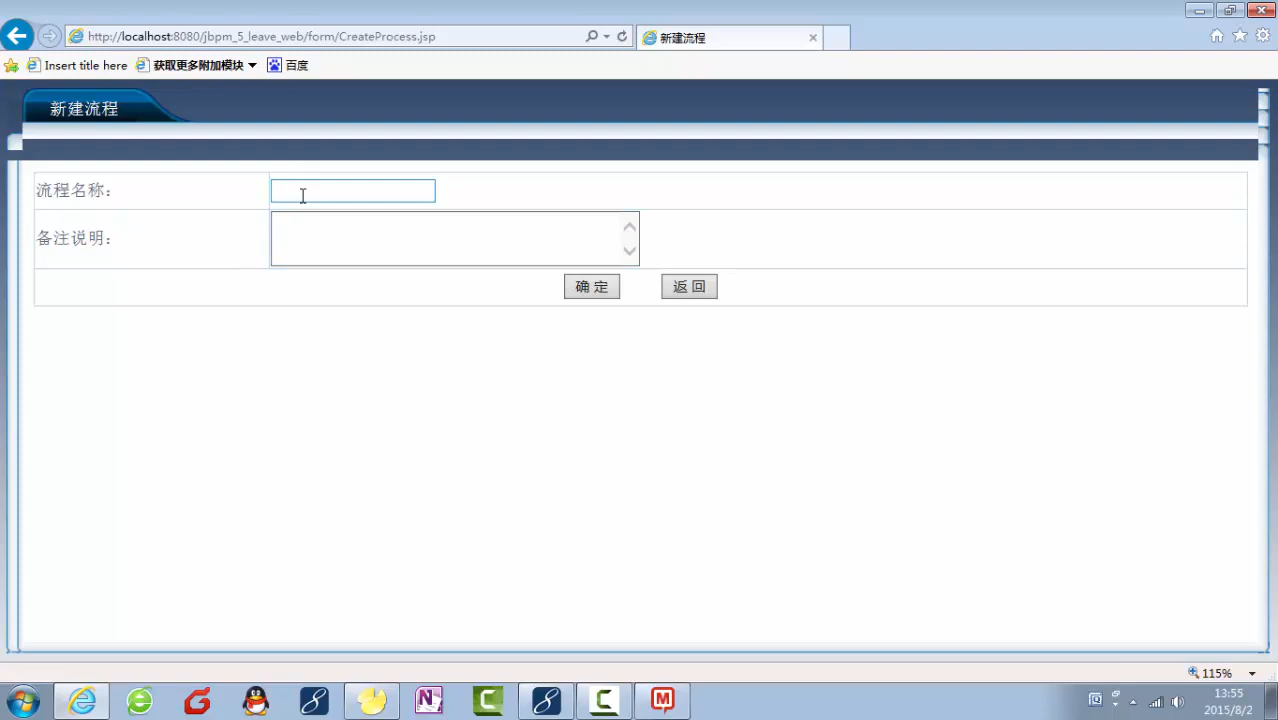 http://localhost:8080/jbpm_5_leave_web/form/CreateProcess.jsp
新建流程
Insert title here
获取更多附加模块
百度
新建流程
流程名称：
备注说明：
确 定
返 回
115%
13:55
2015/8/2